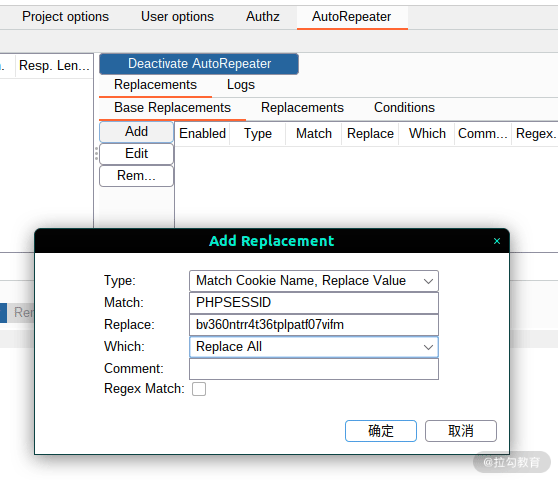 Project options User options Authz AutoRepeater
Resp. Len... Deactivate AutoRepeater
Replacements Logs
Base Replacements Replacements Conditions
Add Enabled Type Match Replace Which Comm... Regex.
Edit
Rem...
Add Replacement ×
Type: Match Cookie Name, Replace Value
Match: PHPSESSID
Replace: bv360ntrr4t36tplpatf07vifm
Which: Replace All
Comment:
Regex Match:
确定 取消
@拉勾教育